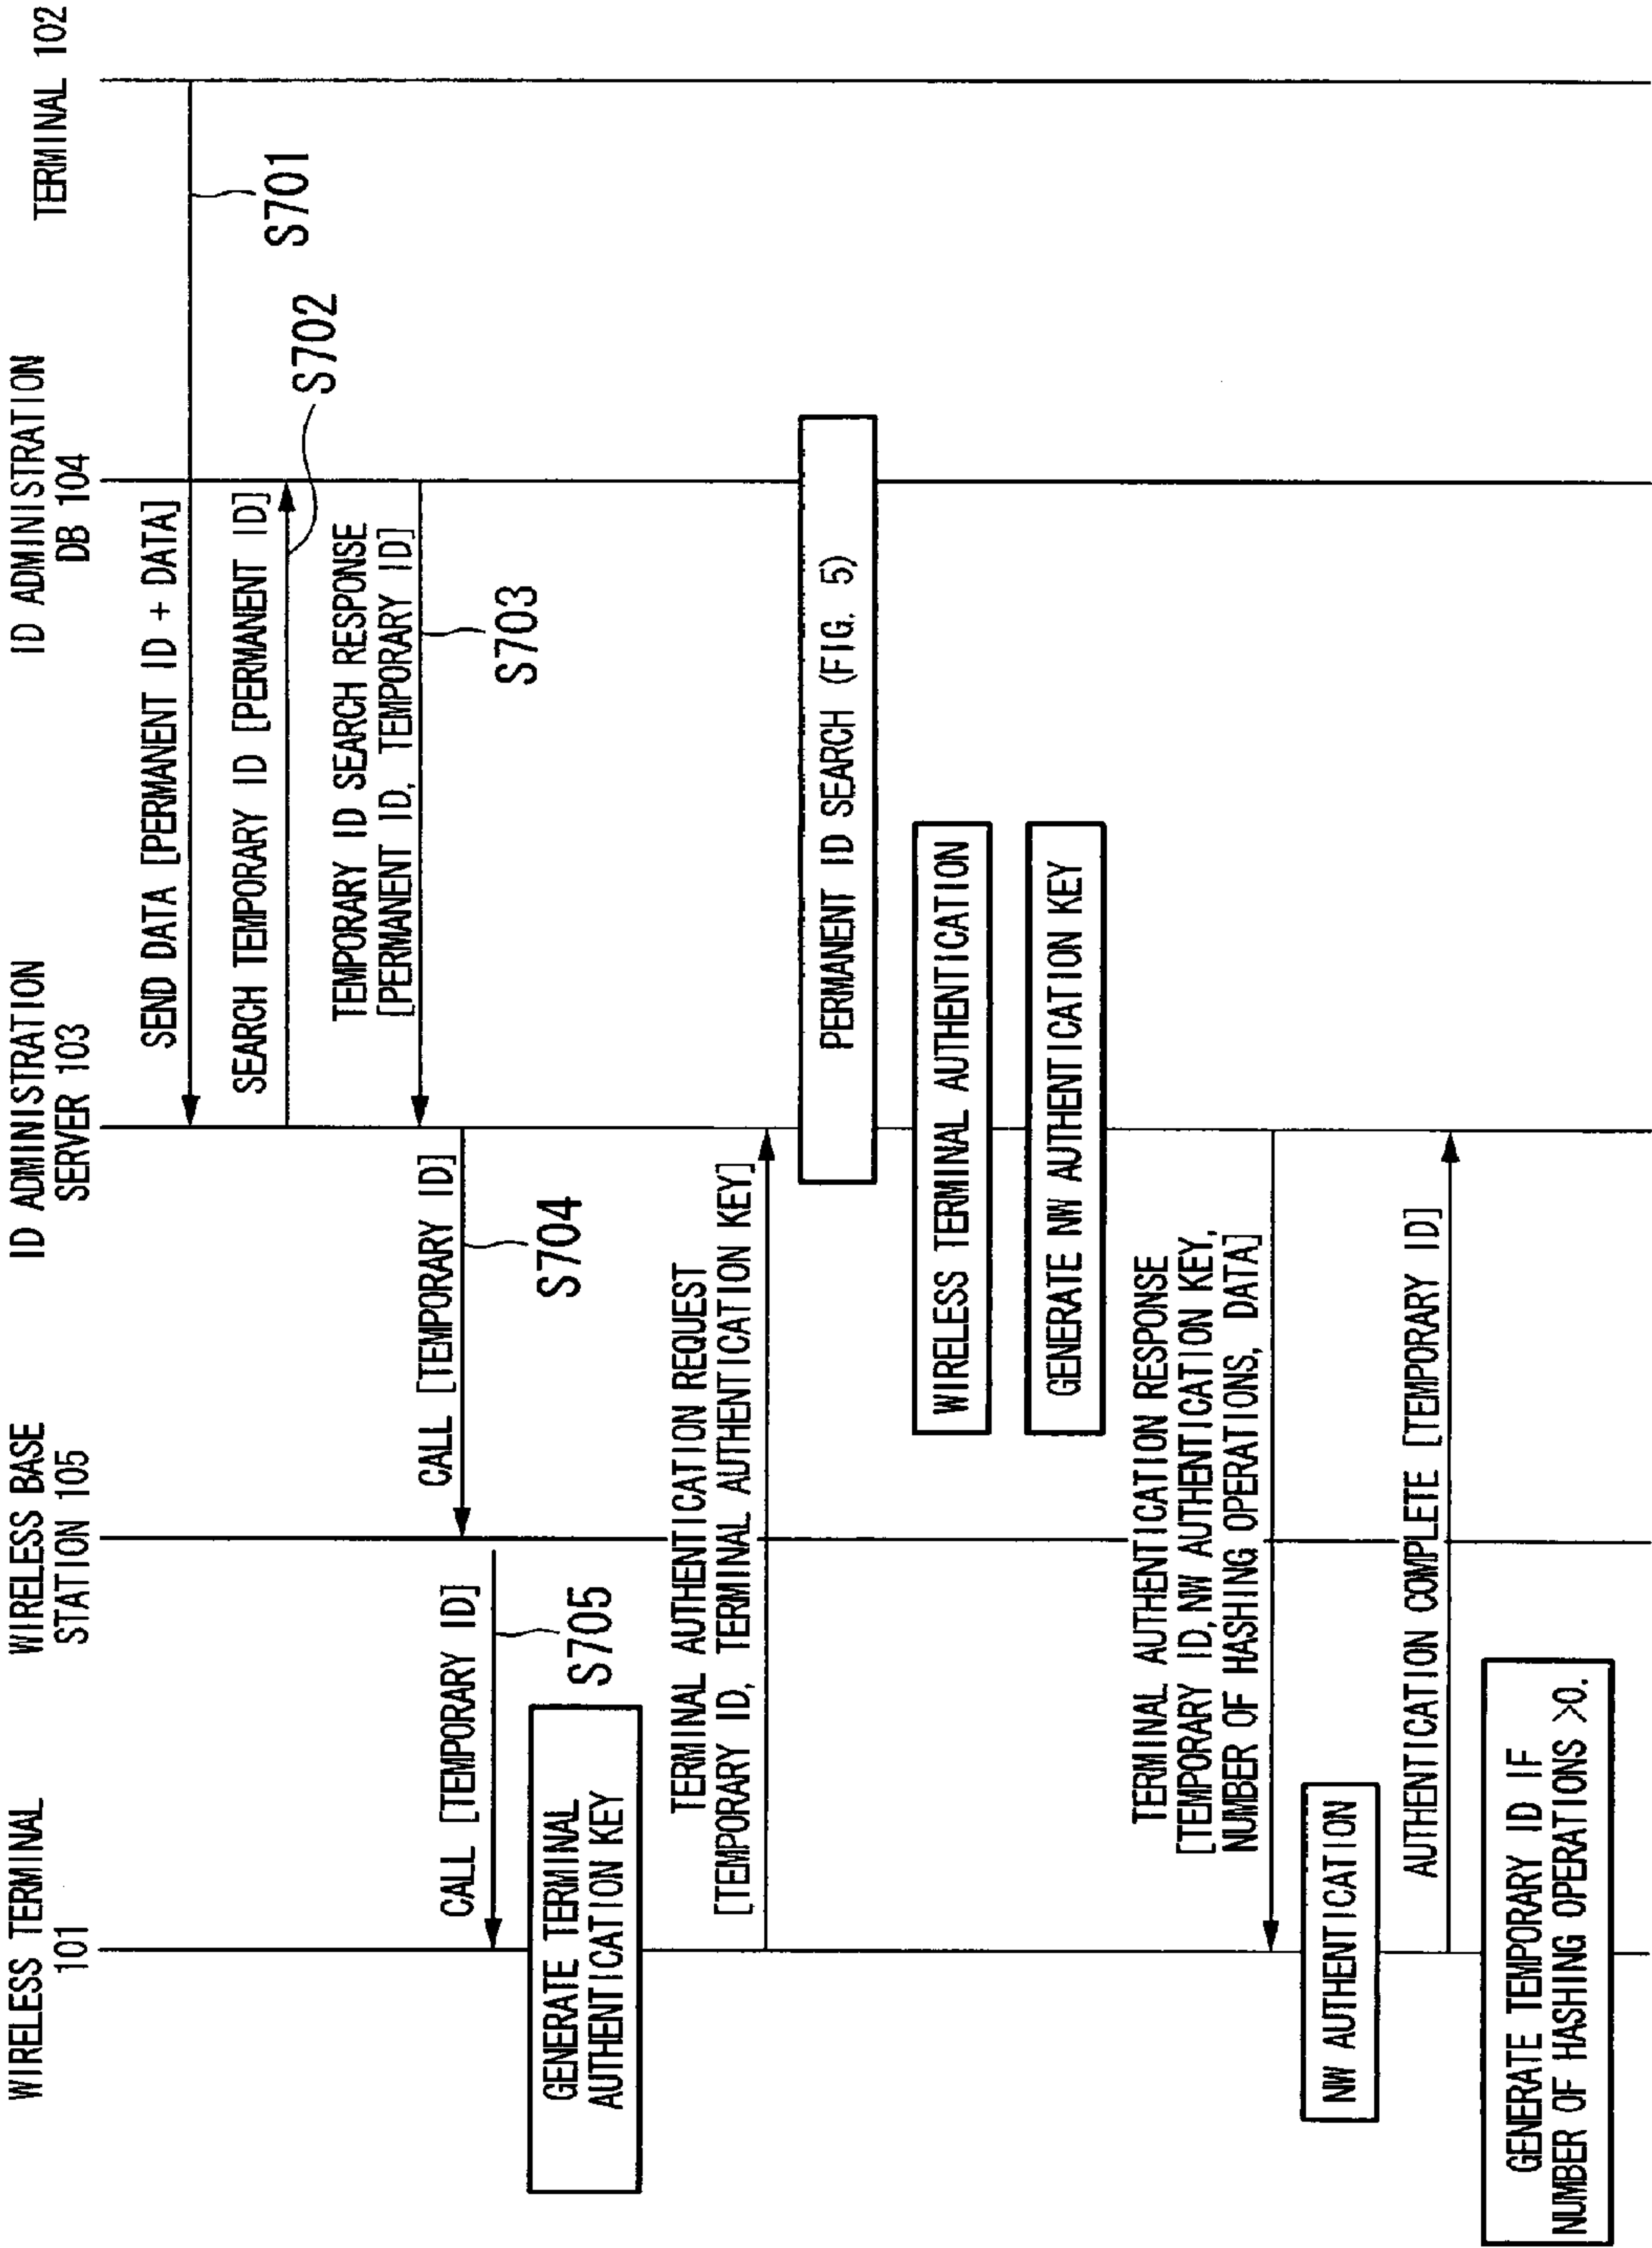 WIRELESS TERMINAL
101
WIRELESS BASE
STATION 105
ID ADMINISTRATION
SERVER 103
ID ADMINISTRATION
DB 104
TERMINAL 102
SEND DATA [PERMANENT ID + DATA]
S701
SEARCH TEMPORARY ID [PERMANENT ID]
S702
TEMPORARY ID SEARCH RESPONSE
[PERMANENT ID, TEMPORARY ID]
S703
CALL [TEMPORARY ID]
S704
CALL [TEMPORARY ID]
S705
GENERATE TERMINAL
AUTHENTICATION KEY
TERMINAL AUTHENTICATION REQUEST
[TEMPORARY ID, TERMINAL AUTHENTICATION KEY]
PERMANENT ID SEARCH (FIG. 5)
WIRELESS TERMINAL AUTHENTICATION
GENERATE NW AUTHENTICATION KEY
TERMINAL AUTHENTICATION RESPONSE
[TEMPORARY ID, NW AUTHENTICATION KEY,
NUMBER OF HASHING OPERATIONS, DATA]
NW AUTHENTICATION
AUTHENTICATION COMPLETE [TEMPORARY ID]
GENERATE TEMPORARY ID IF
NUMBER OF HASHING OPERATIONS >0.